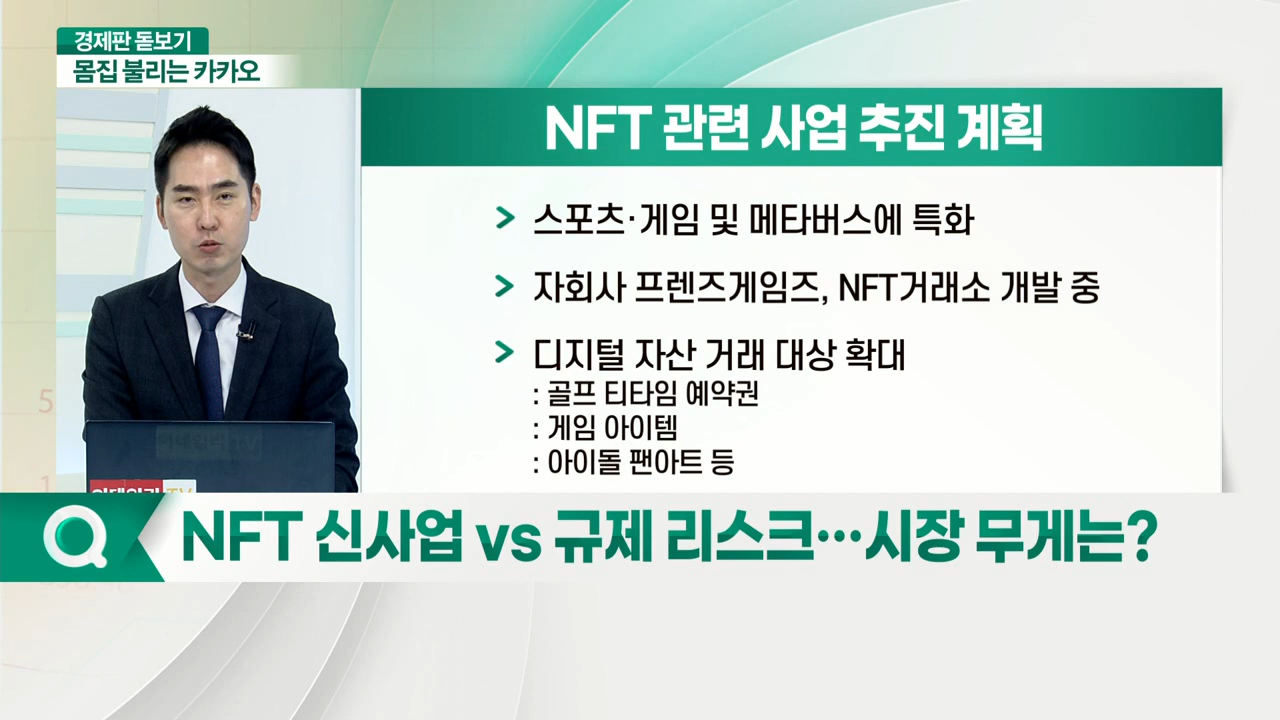 경제판 돋보기
몸집 불리는 카카오
NFT 관련 사업 추진 계획
> 스포츠·게임 및 메타버스에 특화
> 자회사 프렌즈게임즈, NFT거래소 개발 중
> 디지털 자산 거래 대상 확대
: 골프 티타임 예약권
: 게임 아이템
: 아이돌 팬아트 등
이데일리 TV
NFT 신사업 vs 규제 리스크…시장 무게는?